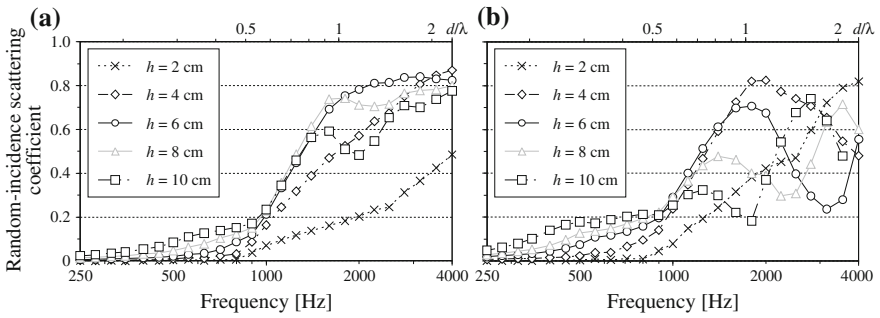 (a)
0.5 1 2 d/λ
Random-incidence scattering coefficient
1.0
0.8
0.6
0.4
0.2
0
h = 2 cm
h = 4 cm
h = 6 cm
h = 8 cm
h = 10 cm
250 500 1000 2000 4000
Frequency [Hz]
(b)
0.5 1 2 d/λ
h = 2 cm
h = 4 cm
h = 6 cm
h = 8 cm
h = 10 cm
250 500 1000 2000 4000
Frequency [Hz]